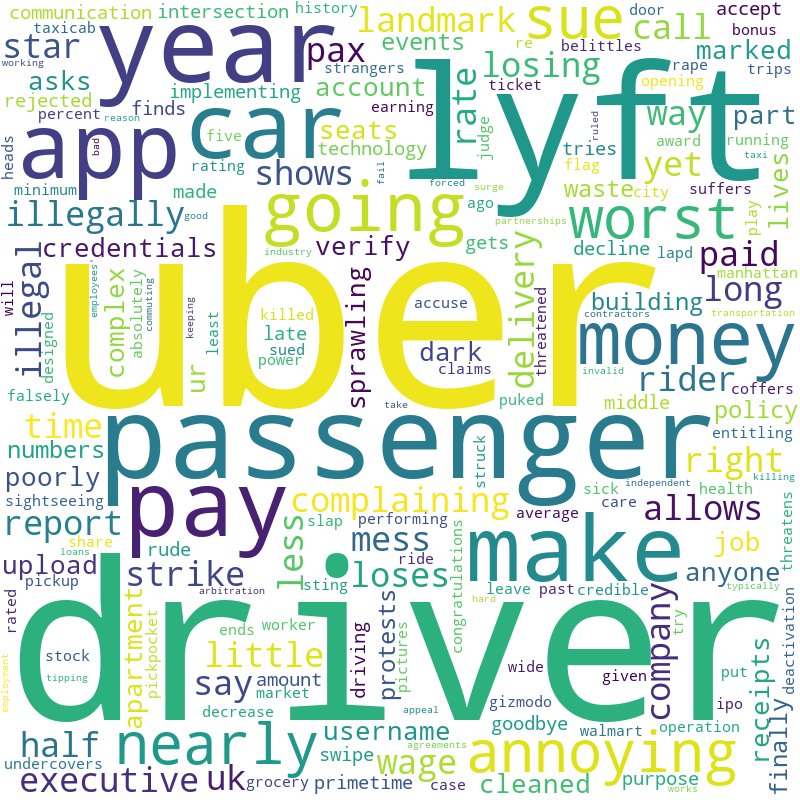 communication
intersection
history
door
accept
taxicab
year
pax
landmark
sue
call
bonus
star
events
re
belittles
marked
working
strangers
losing
rape
trips
asks
implementing
account
ticket
opening
rejected
finds
lyft
way
part
percent
earning
rate
judge
ruled
app
car
five
seats
technology
tries
award
running
heads
reason
bad
rating
shows
fail
yet
flag
taxi
minimum
made
forced
surge
waste
city
suffers
lives
illegally
good
going
ago
partnerships
worst
play
credentials
verify
gets
decline
lapd
paid
industry
manhattan
illegal
will
employees'
uber
delivery
threatened
building
long
designed
complex
absolutely
commuting
keeping
killed
late
least
sprawling
accuse
contractors
transportation
ur
sued
power
dark
claims
money
invalid
falsely
take
rider
coffers
time
passenger
puked
middle
policy
numbers
struck
entitling
poorly
right
sightseeing
pay
complaining
sick
independent
health
killing
report
average
care
allows
threatens
share
slap
performing
mess
make
job
upload
loans
rude
less
ride
strike
sting
loses
anyone
pickup
arbitration
congratulations
leave
past
credible
typically
deactivation
rated
hard
driver
try
apartment
pickpocket
ends
worker
driving
protests
pictures
company
employment
stock
little
wide
given
put
receipts
tipping
say
amount
market
gizmodo
ipo
decrease
appeal
half
nearly
username
goodbye
walmart
operation
finally
undercovers
swipe
wage
agreements
annoying
executive
uk
grocery
primetime
case
cleaned
purpose
works